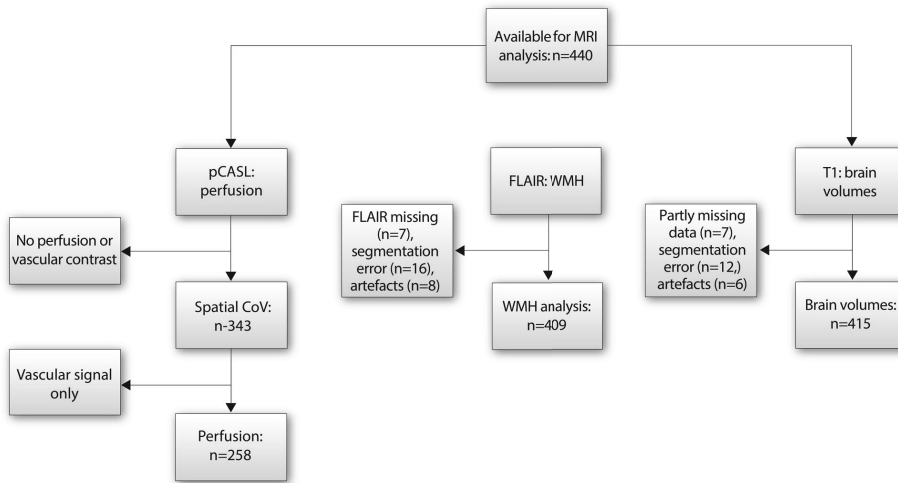 Available for MRI
analysis: n=440
pCASL:
perfusion
FLAIR: WMH
T1: brain
volumes
No perfusion or
vascular contrast
FLAIR missing
(n=7),
segmentation
error (n=16),
artefacts (n=8)
Partly missing
data (n=7),
segmentation
error (n=12,)
artefacts (n=6)
Spatial CoV:
n-343
WMH analysis:
n=409
Brain volumes:
n=415
Vascular signal
only
Perfusion:
n=258